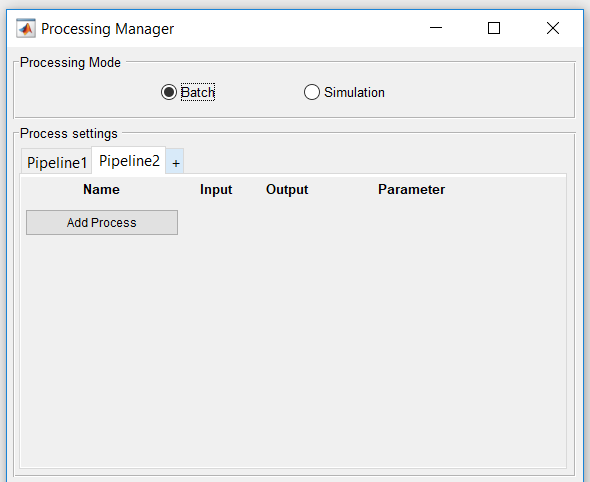 Processing Manager
Processing Mode
Batch Simulation
Process settings
Pipeline1 Pipeline2 +
Name Input Output Parameter
Add Process